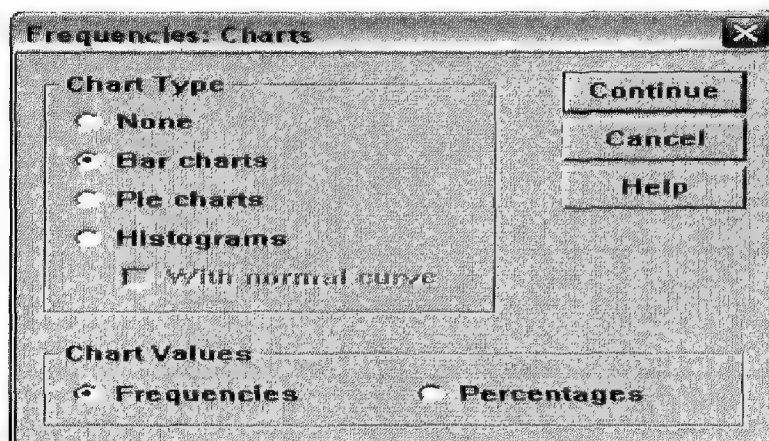 Frequencies: Charts
Chart Type
None
Bar charts
Pie charts
Histograms
With normal curve
Continue
Cancel
Help
Chart Values
Frequencies
Percentages